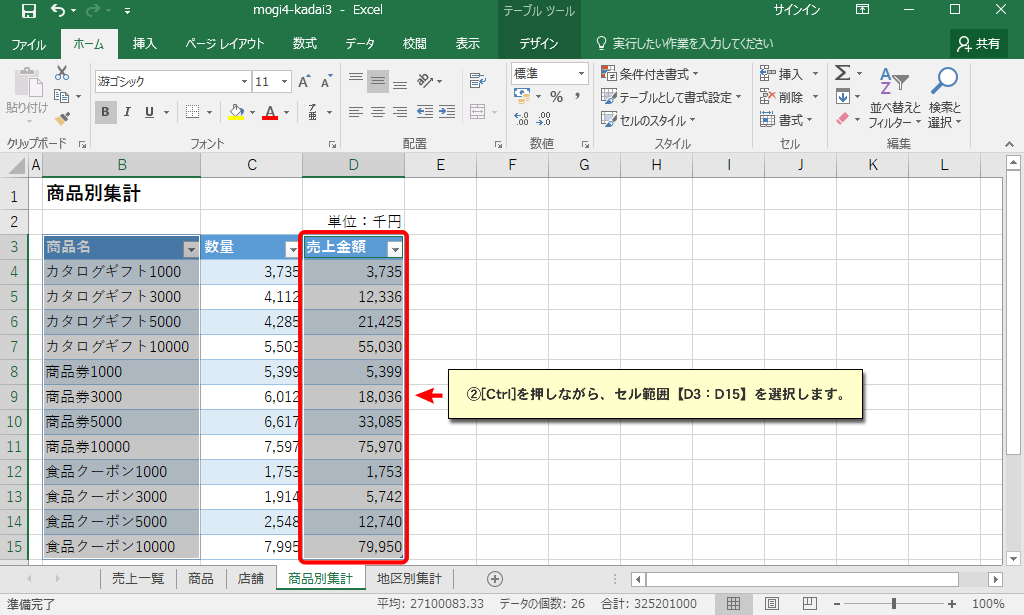 mogi4-kadai3 - Excel
テーブル ツール
サインイン
ファイル ホーム 挿入 ページ レイアウト 数式 データ 校閲 表示 デザイン 実行したい作業を入力してください 共有
貼り付け
游ゴシック 11
B I U
標準
条件付き書式
テーブルとして書式設定
セルのスタイル
挿入
削除
書式
並べ替えと
フィルター
検索と
選択
クリップボード フォント 配置 数値 スタイル セル 編集
A B C D E F G H I J K L
1 商品別集計
2 単位：千円
3 商品名 数量 売上金額
4 カタログギフト1000 3,735 3,735
5 カタログギフト3000 4,112 12,336
6 カタログギフト5000 4,285 21,425
7 カタログギフト10000 5,503 55,030
8 商品券1000 5,399 5,399
9 商品券3000 6,012 18,036
10 商品券5000 6,617 33,085
11 商品券10000 7,597 75,970
12 食品クーポン1000 1,753 1,753
13 食品クーポン3000 1,914 5,742
14 食品クーポン5000 2,548 12,740
15 食品クーポン10000 7,995 79,950
②[Ctrl]を押しながら、セル範囲【D3：D15】を選択します。
売上一覧 商品 店舗 商品別集計 地区別集計
準備完了 平均: 27100083.33 データの個数: 26 合計: 325201000 100%